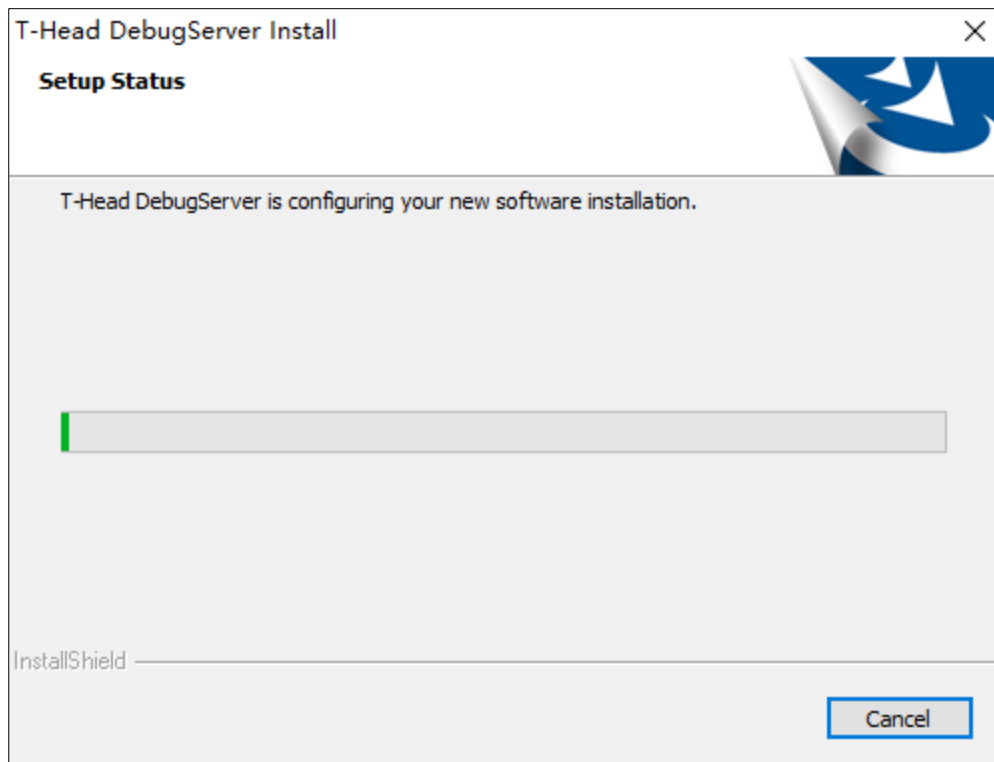 T-Head DebugServer Install
Setup Status
T-Head DebugServer is configuring your new software installation.
InstallShield
Cancel